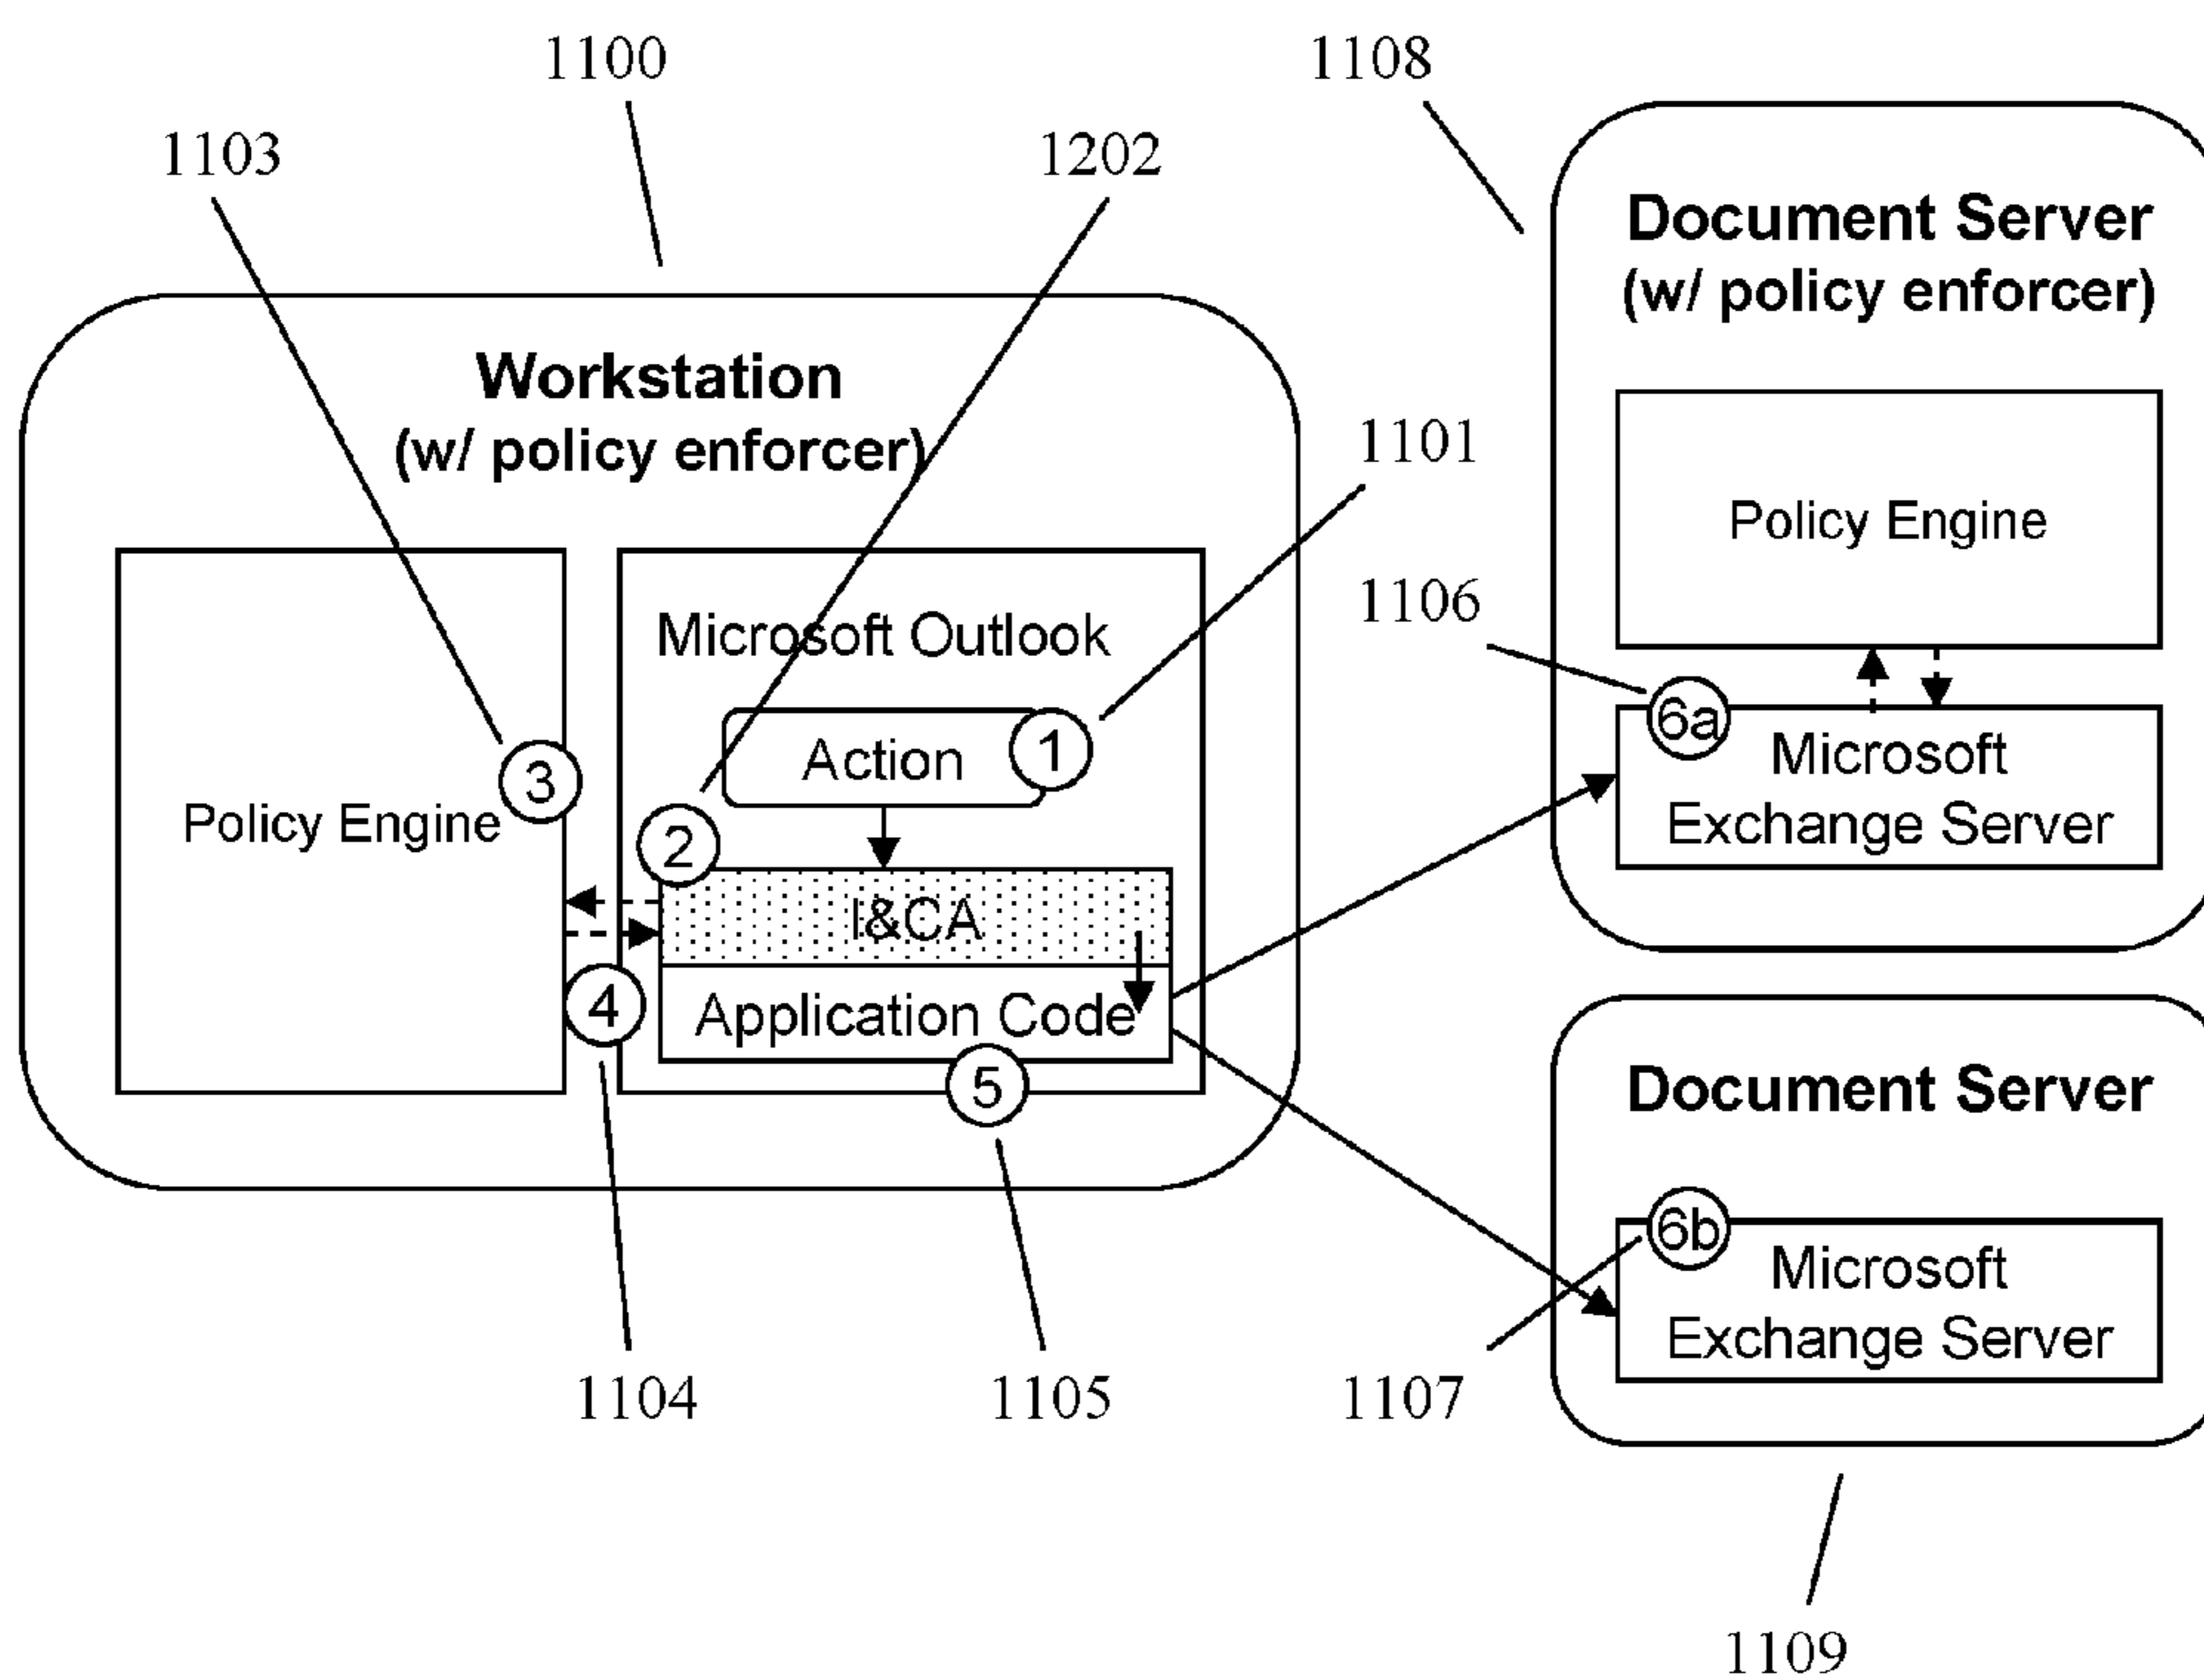 1100
1108
1103
1202
Document Server
(w/ policy enforcer)
Workstation
(w/ policy enforcer)
1101
Policy Engine
1106
Microsoft Outlook
6a
Action
1
Microsoft
Exchange Server
3
Policy Engine
2
I&CA
4
Application Code
5
Document Server
6b
Microsoft
Exchange Server
1104
1105
1107
1109